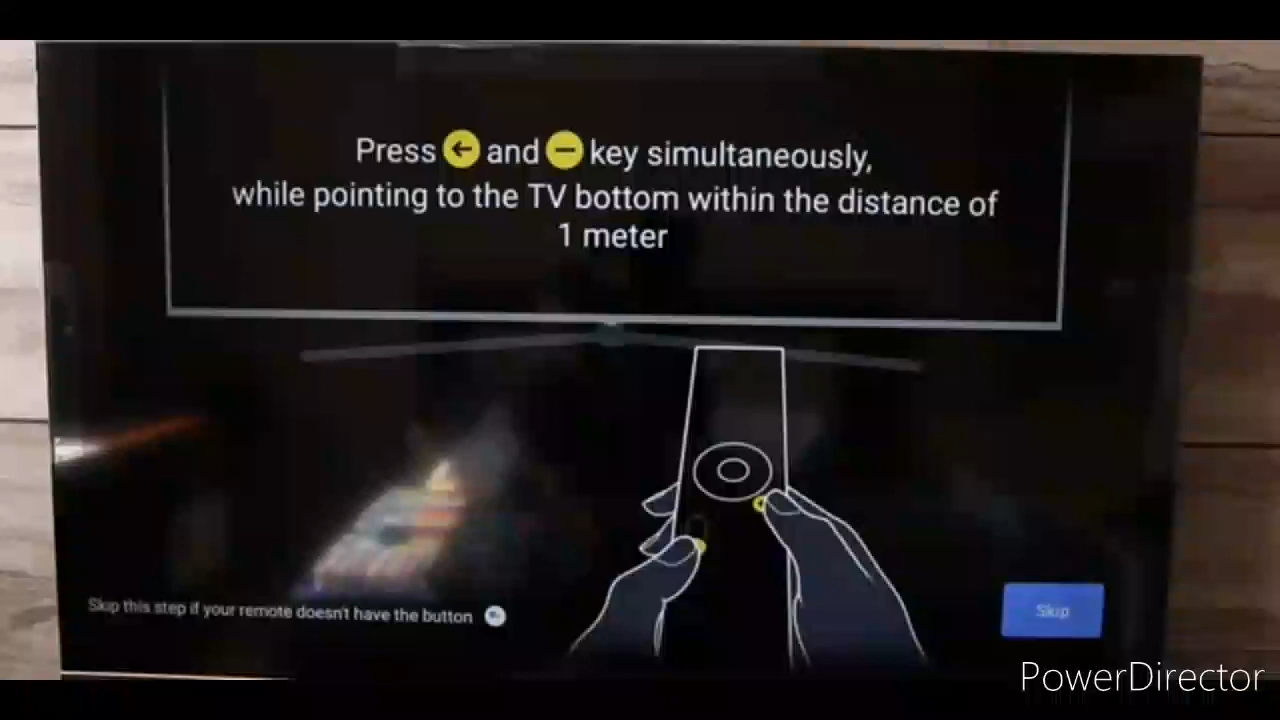 Press ← and − key simultaneously,
while pointing to the TV bottom within the distance of
1 meter
Skip this step if your remote doesn't have the button
Skip
PowerDirector